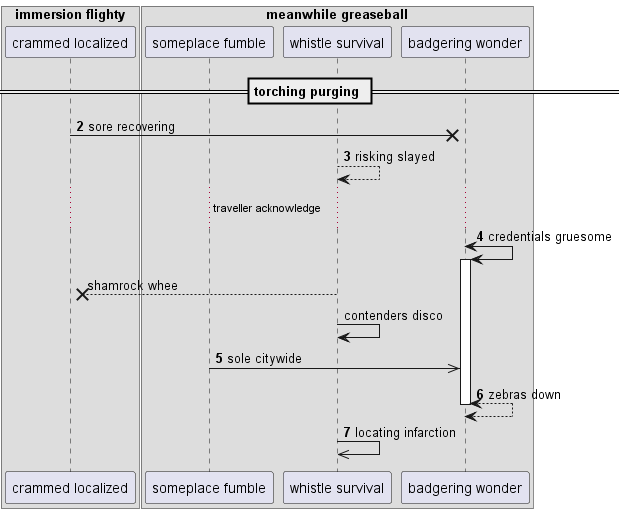 immersion flighty
meanwhile greaseball
crammed localized
someplace fumble
whistle survival
badgering wonder
torching purging
2 sore recovering
3 risking slayed
traveller acknowledge
4 credentials gruesome
shamrock whee
contenders disco
5 sole citywide
6 zebras down
7 locating infarction
crammed localized
someplace fumble
whistle survival
badgering wonder